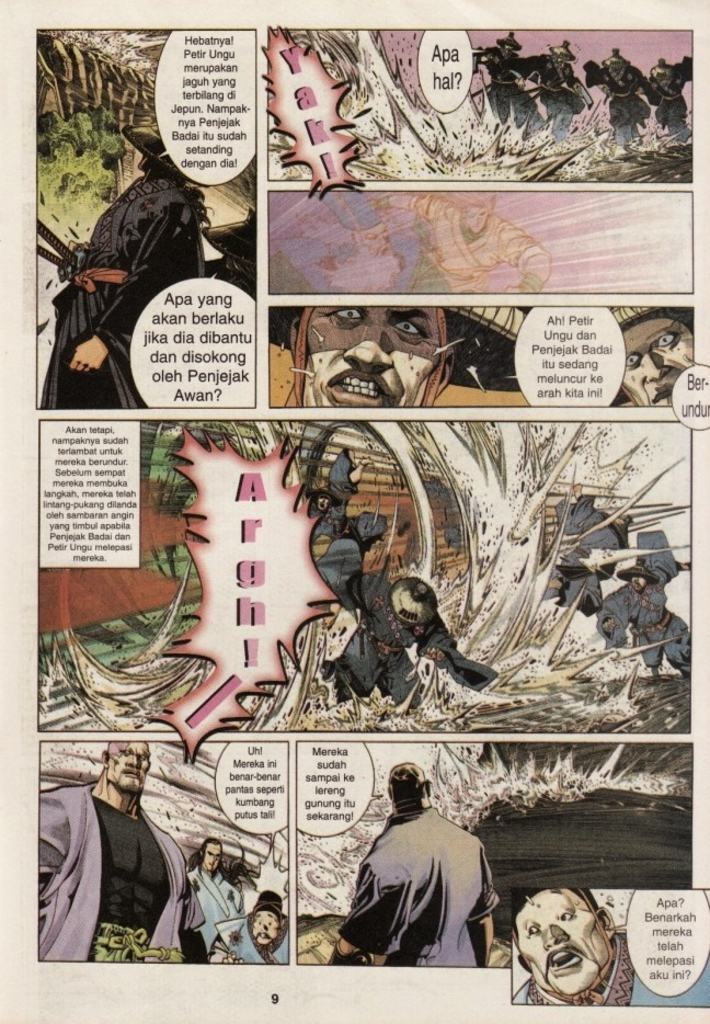 Hebatnya!
Petir Ungu
merupakan
jaguh yang
terbilang di
Jepun. Nampak-
nya Penjejak
Badai itu sudah
setanding
dengan dia!
Apa yang
akan berlaku
jika dia dibantu
dan disokong
oleh Penjejak
Awan?
Yak!
Apa
hal?
Ah! Petir
Ungu dan
Penjejak Badai
itu sedang
meluncur ke
arah kita ini!
Ber-
undur
Akan tetapi,
nampaknya sudah
terlambat untuk
mereka berundur.
Sebelum sempat
mereka membuka
langkah, mereka telah
lintang-pukang dilanda
oleh sambaran angin
yang timbul apabila
Penjejak Badai dan
Petir Ungu melepasi
mereka.
Argh!
Uh!
Mereka ini
benar-benar
pantas seperti
kumbang
putus tali!
Mereka
sudah
sampai ke
lereng
gunung itu
sekarang!
Apa?
Benarkah
mereka
telah
melepasi
aku ini?
9